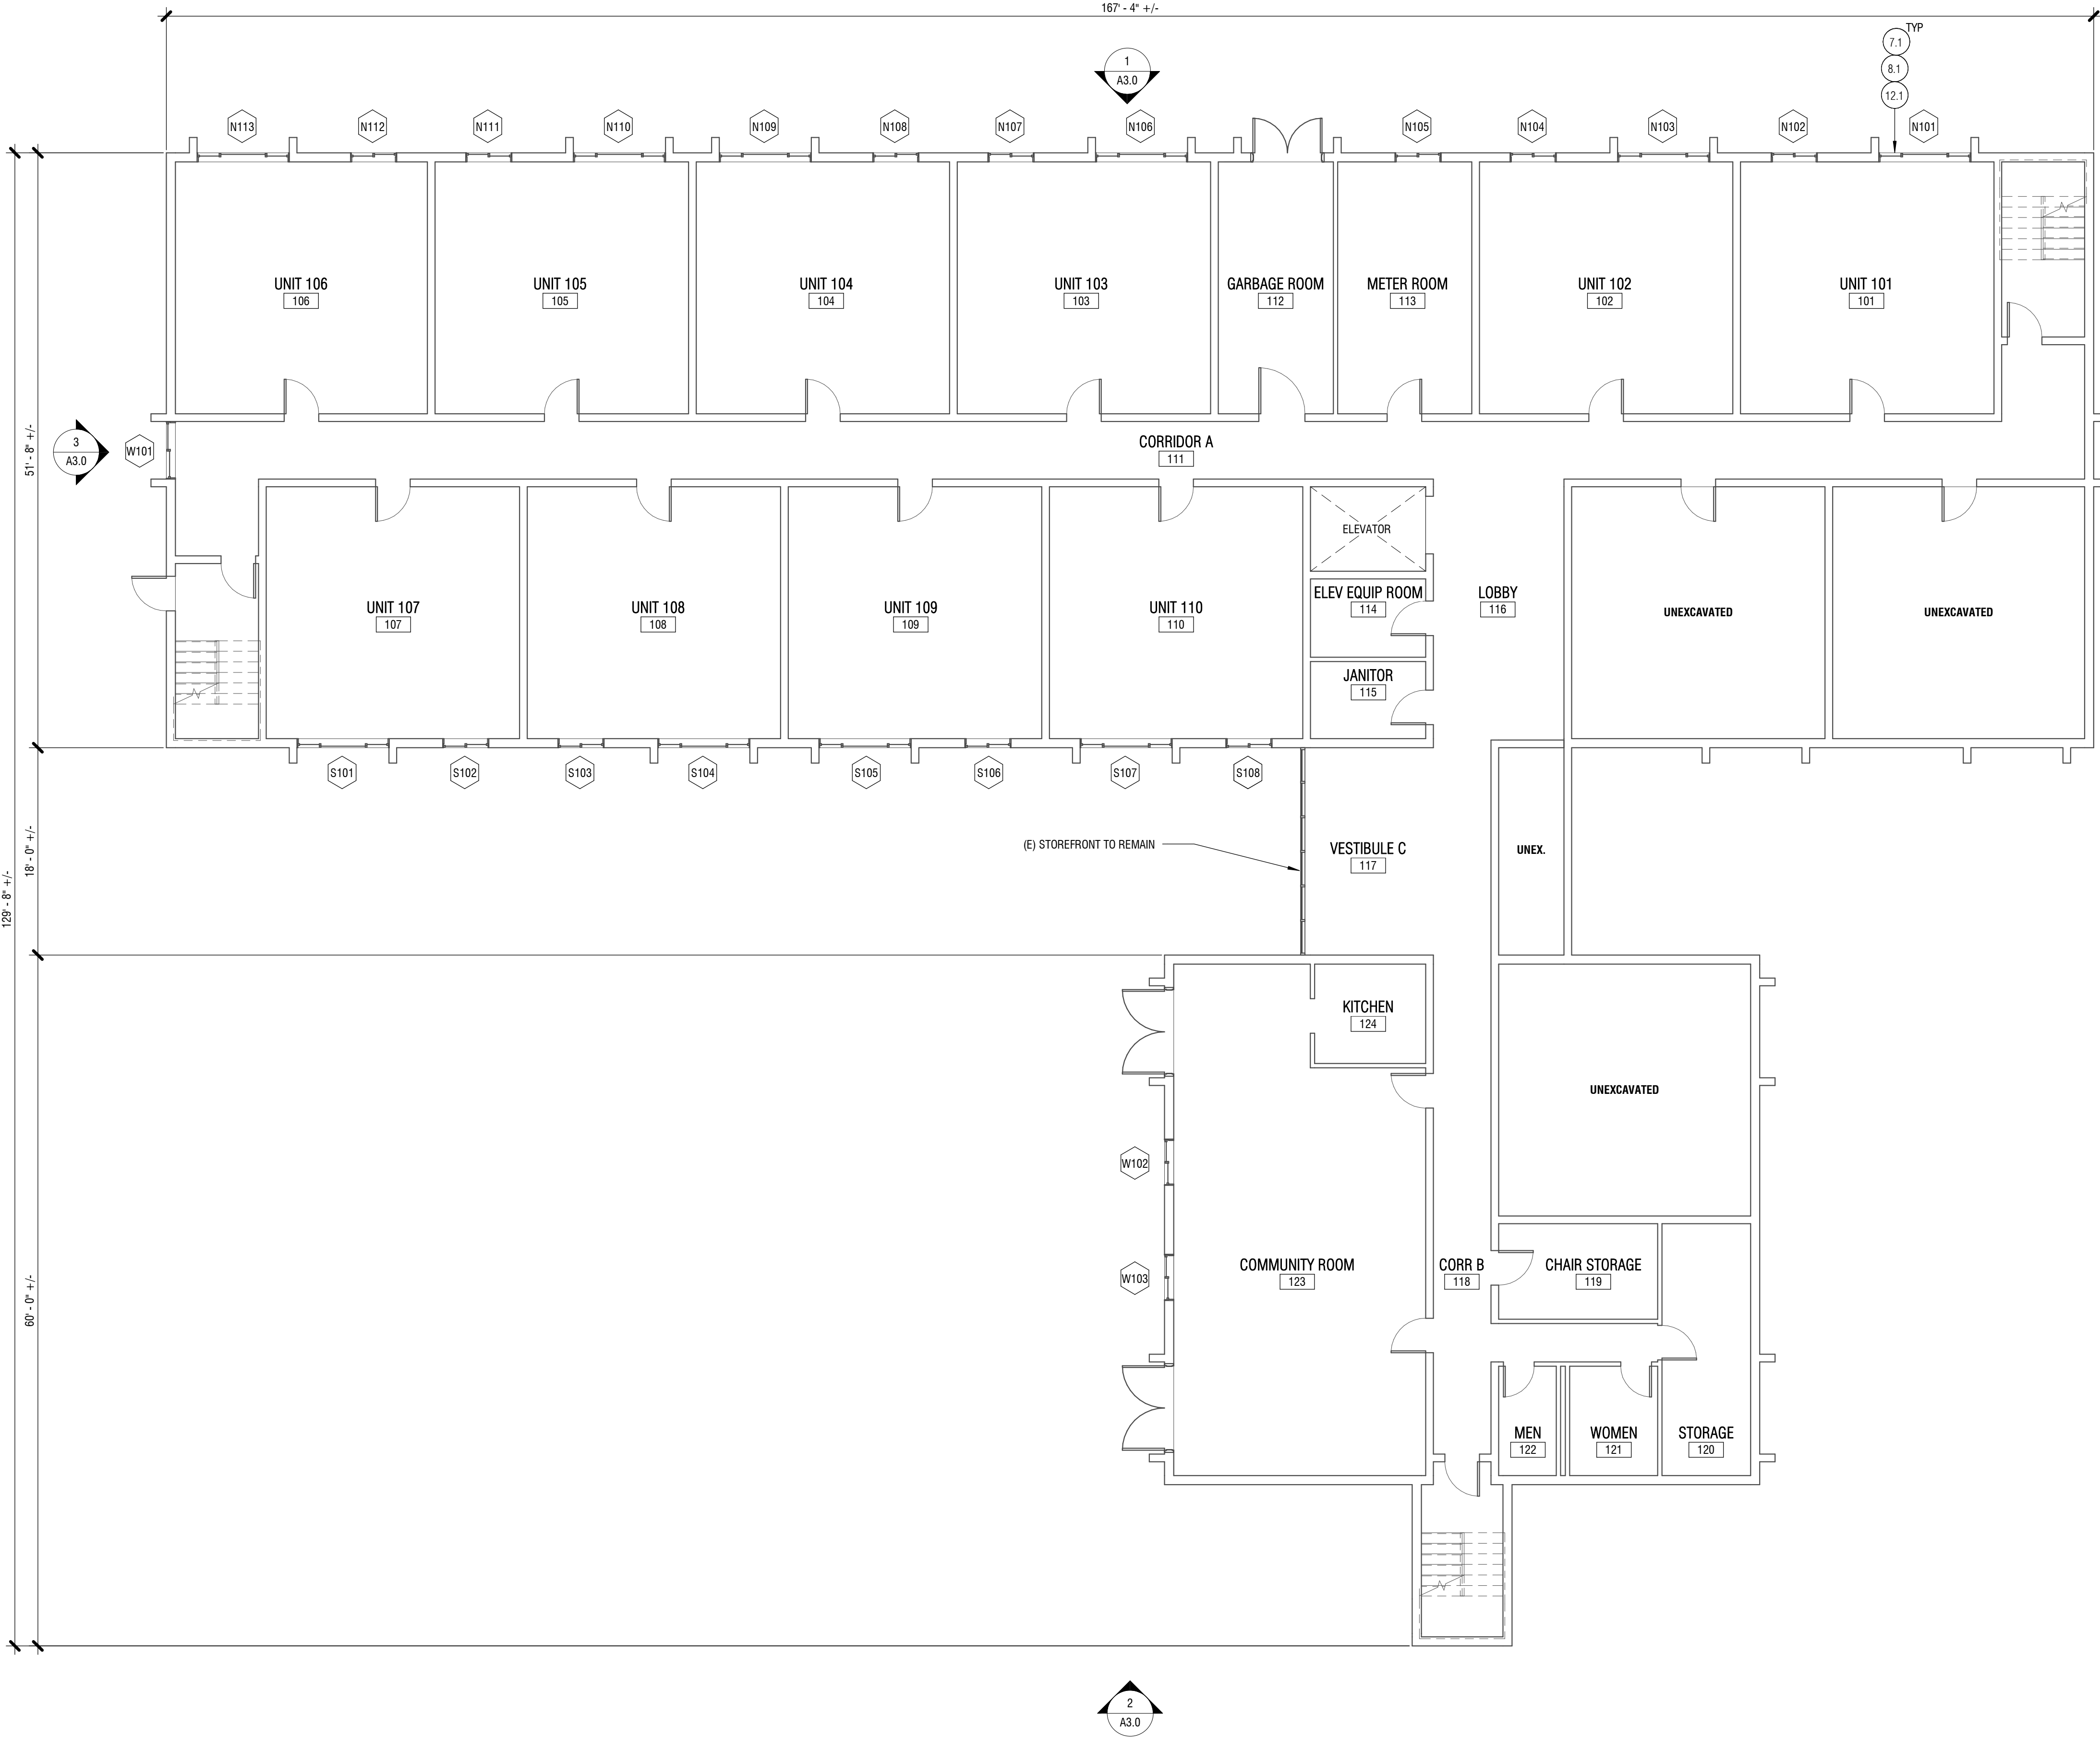 167' - 4" +/-
TYP
7.1
8.1
12.1
1
A3.0
N113
N112
N111
N110
N109
N108
N107
N106
N105
N104
N103
N102
N101
UNIT 106
106
UNIT 105
105
UNIT 104
104
UNIT 103
103
GARBAGE ROOM
112
METER ROOM
113
UNIT 102
102
UNIT 101
101
3
A3.0
W101
51' - 8" +/-
CORRIDOR A
111
ELEVATOR
ELEV EQUIP ROOM
114
LOBBY
116
UNEXCAVATED
UNEXCAVATED
UNIT 107
107
UNIT 108
108
UNIT 109
109
UNIT 110
110
JANITOR
115
S101
S102
S103
S104
S105
S106
S107
S108
18' - 0" +/-
129' - 8" +/-
(E) STOREFRONT TO REMAIN
VESTIBULE C
117
UNEX.
KITCHEN
124
UNEXCAVATED
W102
W103
60' - 0" +/-
COMMUNITY ROOM
123
CORR B
118
CHAIR STORAGE
119
MEN
122
WOMEN
121
STORAGE
120
2
A3.0